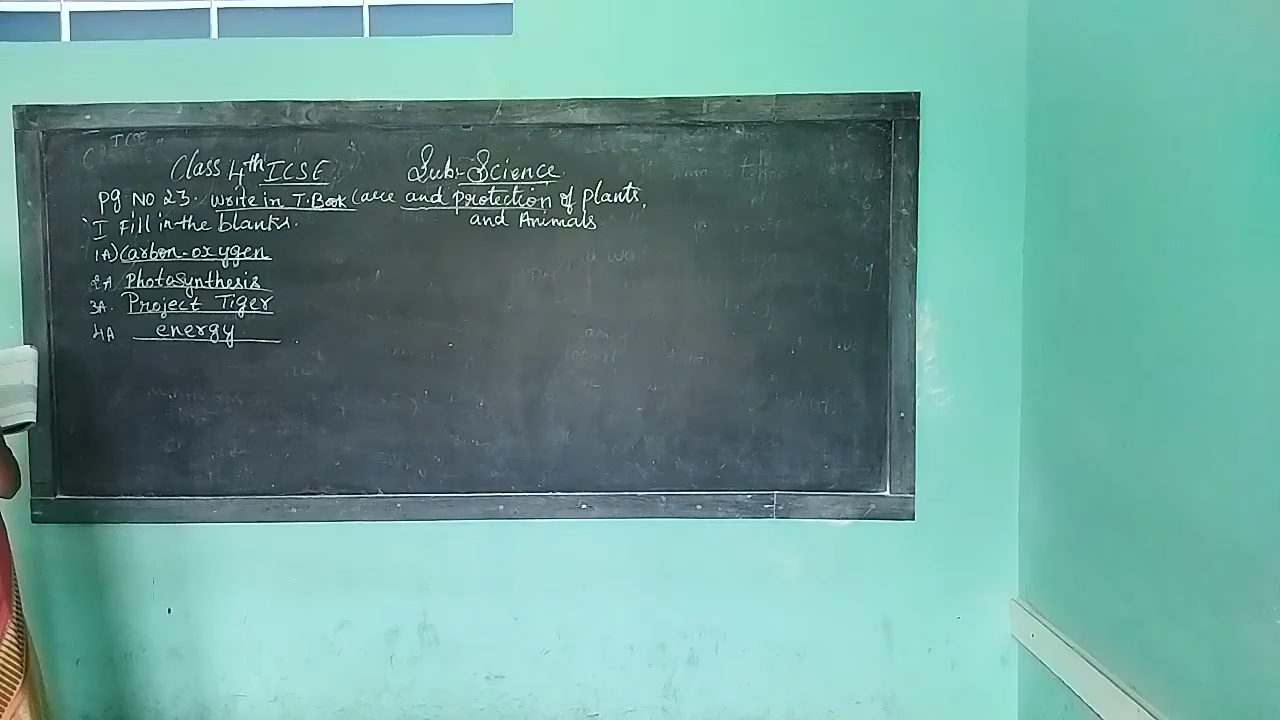 ICSE
Class 4th ICSE Sub:- Science
Pg NO 23. Write in T. Book Care and protection of plants,
and Animals
I Fill in the blanks.
1A) Carbon-oxygen
2A Photosynthesis
3A. Project Tiger
4A energy